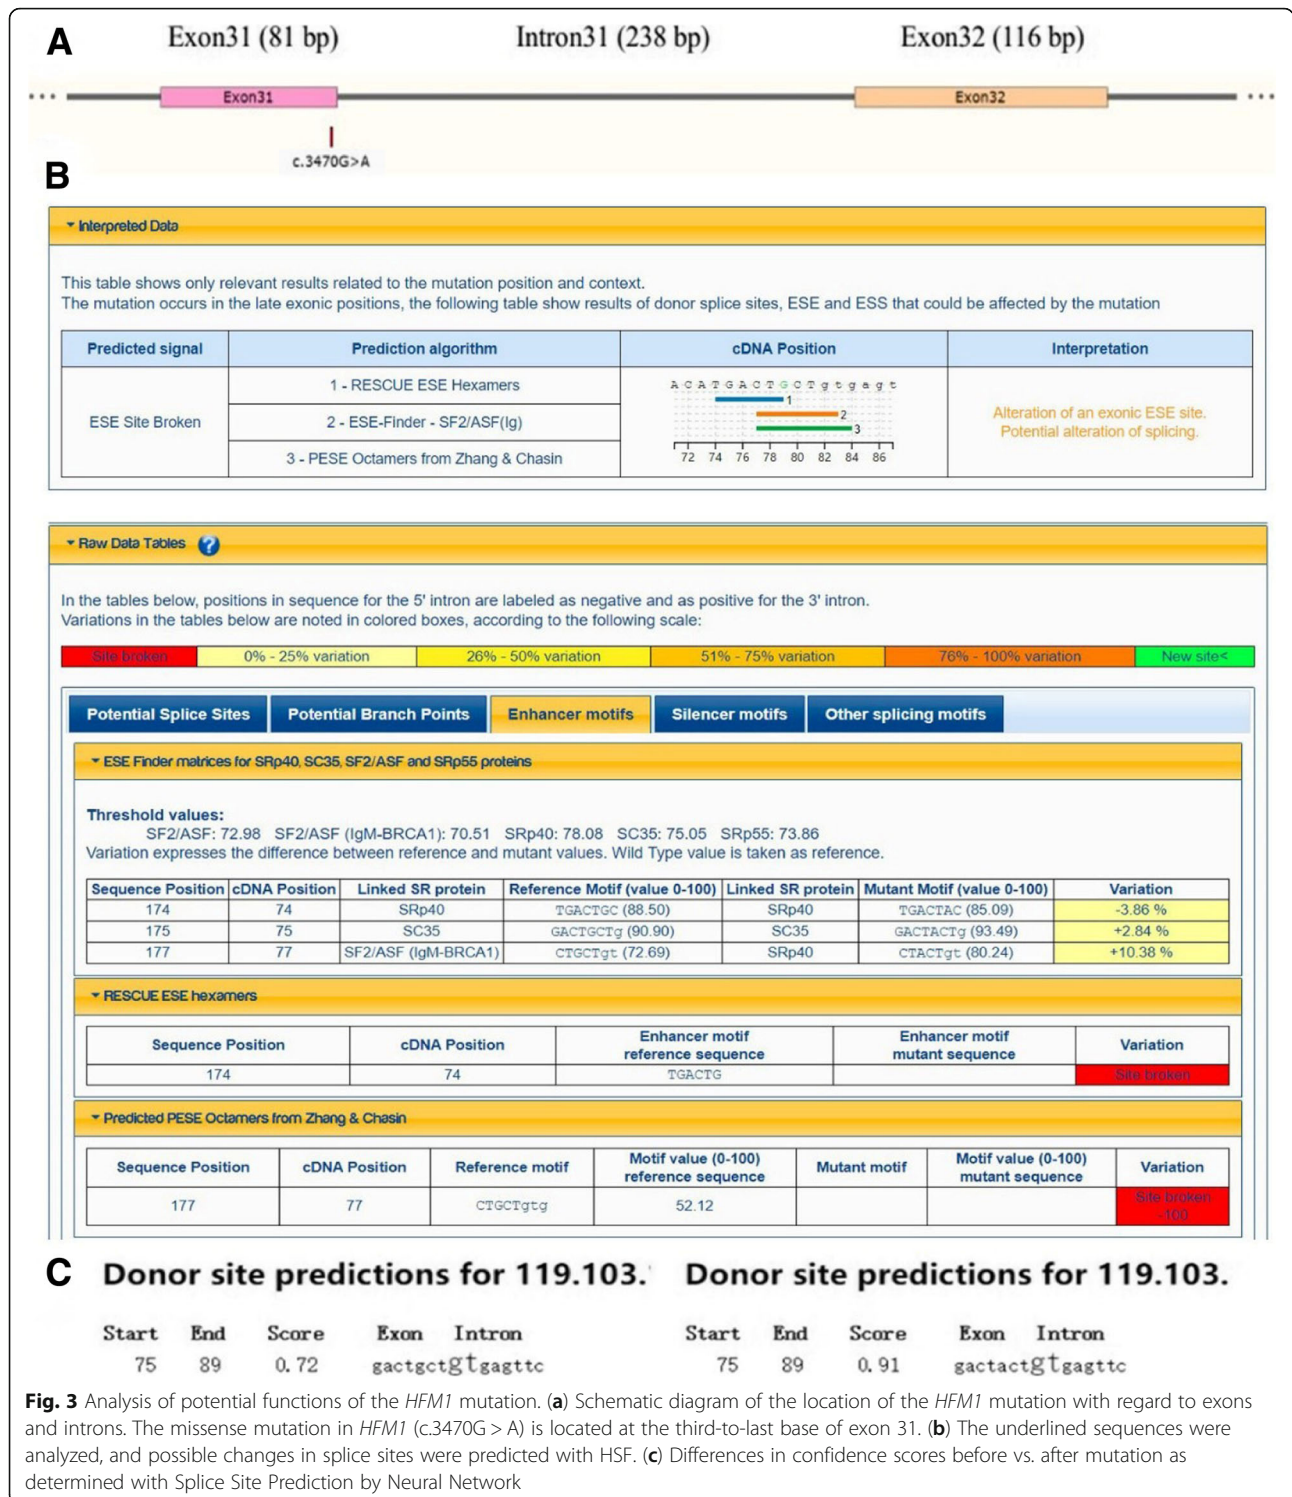 A
Exon31 (81 bp) Intron31 (238 bp) Exon32 (116 bp)
Exon31 Exon32
c.3470G>A
B
Interpreted Data
This table shows only relevant results related to the mutation position and context.
The mutation occurs in the late exonic positions, the following table show results of donor splice sites, ESE and ESS that could be affected by the mutation
Predicted signal Prediction algorithm cDNA Position Interpretation
ESE Site Broken
1 - RESCUE ESE Hexamers
2 - ESE-Finder - SF2/ASF(Ig)
3 - PESE Octamers from Zhang & Chasin
A C A T G A C T G C T g t g a g t
1
2
3
72 74 76 78 80 82 84 86
Alteration of an exonic ESE site.
Potential alteration of splicing.
Raw Data Tables ?
In the tables below, positions in sequence for the 5' intron are labeled as negative and as positive for the 3' intron.
Variations in the tables below are noted in colored boxes, according to the following scale:
Site broken 0% - 25% variation 26% - 50% variation 51% - 75% variation 76% - 100% variation New site<
Potential Splice Sites Potential Branch Points Enhancer motifs Silencer motifs Other splicing motifs
ESE Finder matrices for SRp40, SC35, SF2/ASF and SRp55 proteins
Threshold values:
SF2/ASF: 72.98 SF2/ASF (IgM-BRCA1): 70.51 SRp40: 78.08 SC35: 75.05 SRp55: 73.86
Variation expresses the difference between reference and mutant values. Wild Type value is taken as reference.
Sequence Position cDNA Position Linked SR protein Reference Motif (value 0-100) Linked SR protein Mutant Motif (value 0-100) Variation
174 74 SRp40 TGACTGC (88.50) SRp40 TGACTAC (85.09) -3.86 %
175 75 SC35 GACTGCTg (90.90) SC35 GACTACTg (93.49) +2.84 %
177 77 SF2/ASF (IgM-BRCA1) CTGCTgt (72.69) SRp40 CTACTgt (80.24) +10.38 %
RESCUE ESE hexamers
Sequence Position cDNA Position Enhancer motif reference sequence Enhancer motif mutant sequence Variation
174 74 TGACTG Site broken
Predicted PESE Octamers from Zhang & Chasin
Sequence Position cDNA Position Reference motif Motif value (0-100) reference sequence Mutant motif Motif value (0-100) mutant sequence Variation
177 77 CTGCTgtg 52.12 Site broken -100
C
Donor site predictions for 119.103. Donor site predictions for 119.103.
Start End Score Exon Intron Start End Score Exon Intron
75 89 0.72 gactgctgtgagttc 75 89 0.91 gactactgtgagttc
Fig. 3 Analysis of potential functions of the HFM1 mutation. (a) Schematic diagram of the location of the HFM1 mutation with regard to exons
and introns. The missense mutation in HFM1 (c.3470G > A) is located at the third-to-last base of exon 31. (b) The underlined sequences were
analyzed, and possible changes in splice sites were predicted with HSF. (c) Differences in confidence scores before vs. after mutation as
determined with Splice Site Prediction by Neural Network